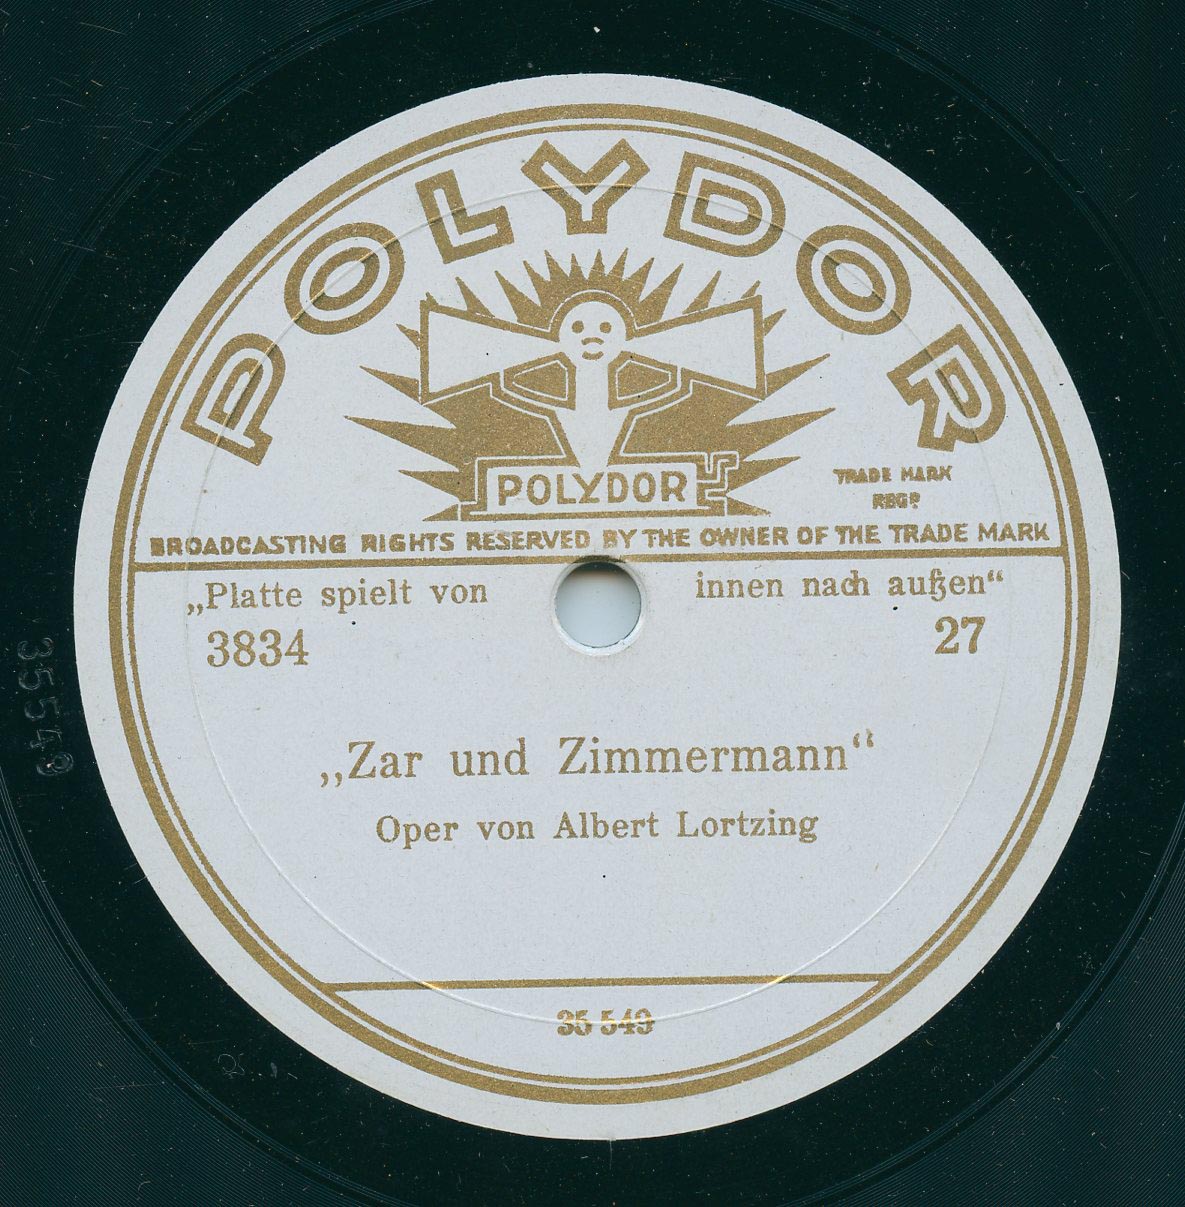 POLYDOR
POLYDOR
TRADE MARK
REG?
BROADCASTING RIGHTS RESERVED BY THE OWNER OF THE TRADE MARK
„Platte spielt von innen nach außen“
3834 27
35549
„Zar und Zimmermann“
Oper von Albert Lortzing
35 549